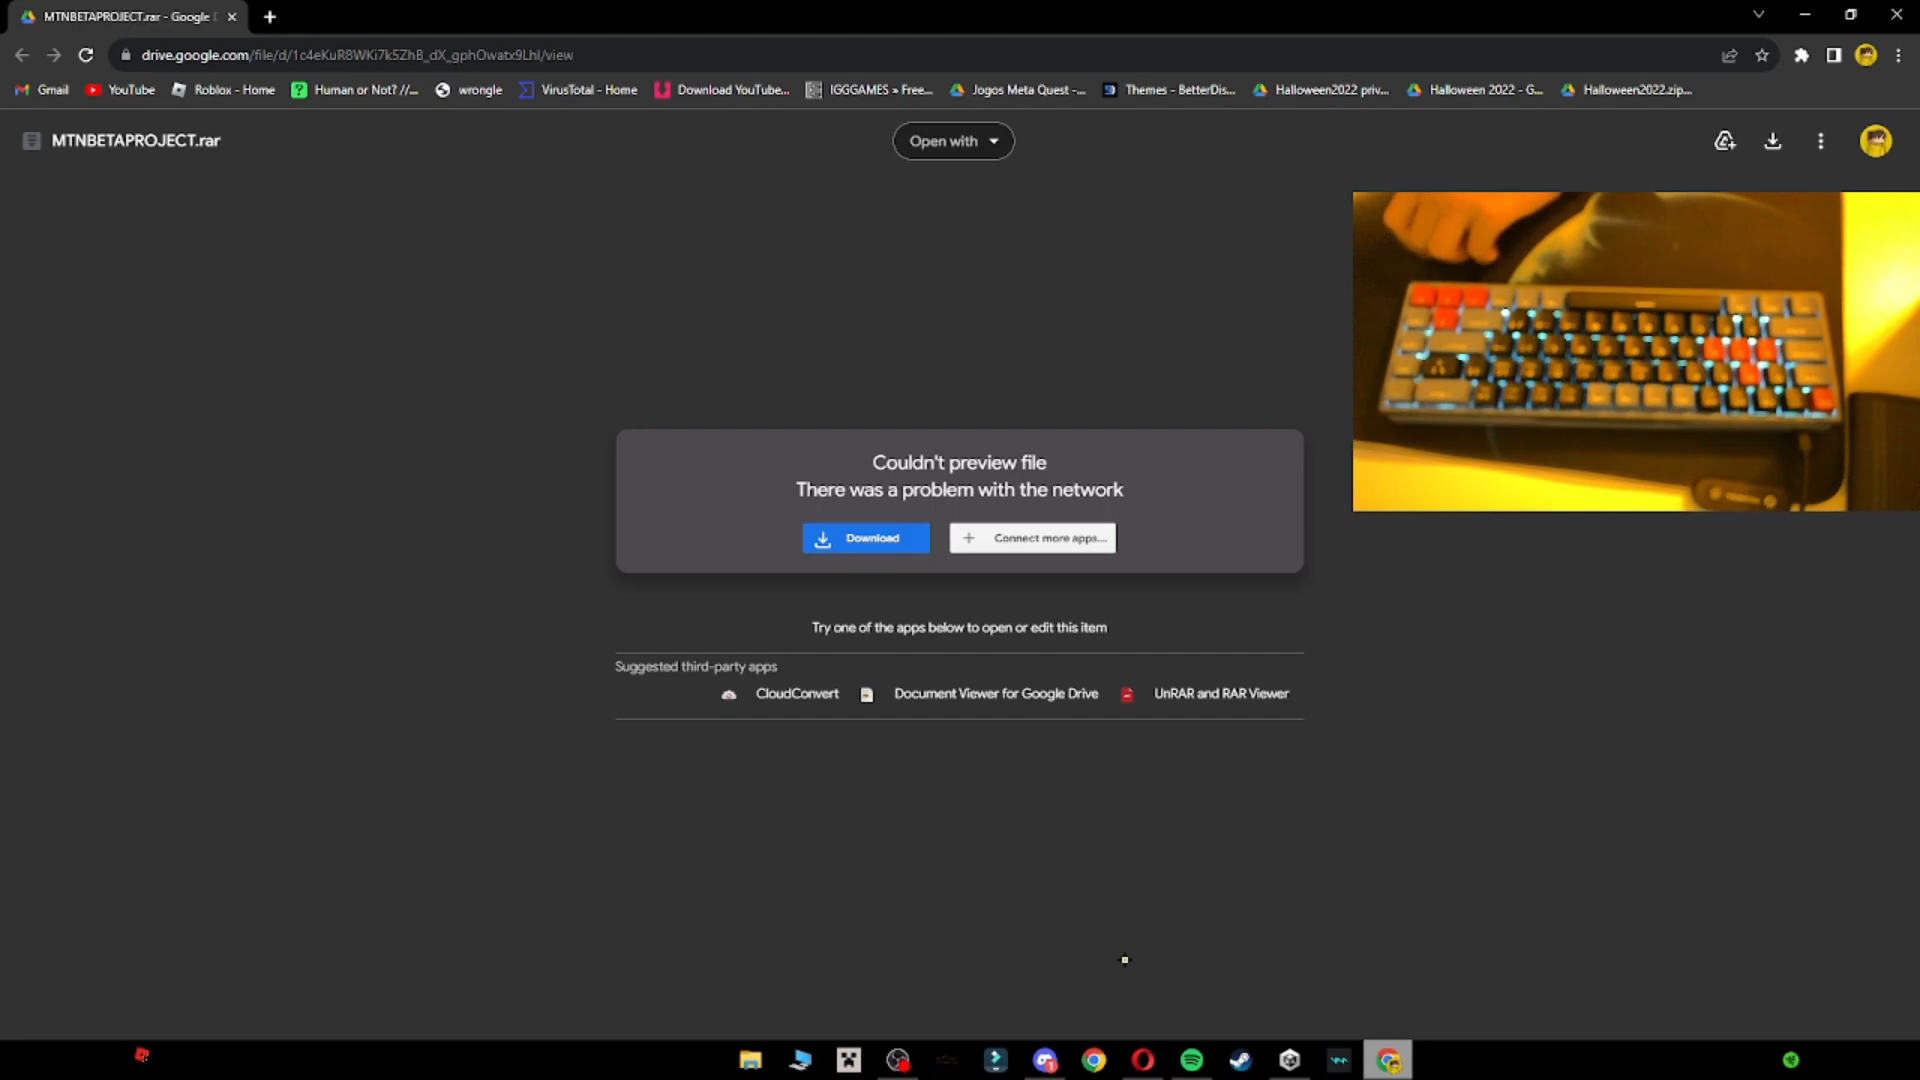 MTNBETAPROJECT.rar - Google D
drive.google.com/file/d/1c4eKuR8WKi7k5ZhB_dX_gphOwatx9LhI/view
Gmail YouTube Roblox - Home Human or Not? //... wrongle VirusTotal - Home Download YouTube... IGGGAMES » Free... Jogos Meta Quest -... Themes - BetterDis... Halloween2022 priv... Halloween 2022 - G... Halloween2022.zip...
MTNBETAPROJECT.rar Open with
Couldn't preview file
There was a problem with the network
Download + Connect more apps...
Try one of the apps below to open or edit this item
Suggested third-party apps
CloudConvert Document Viewer for Google Drive UnRAR and RAR Viewer